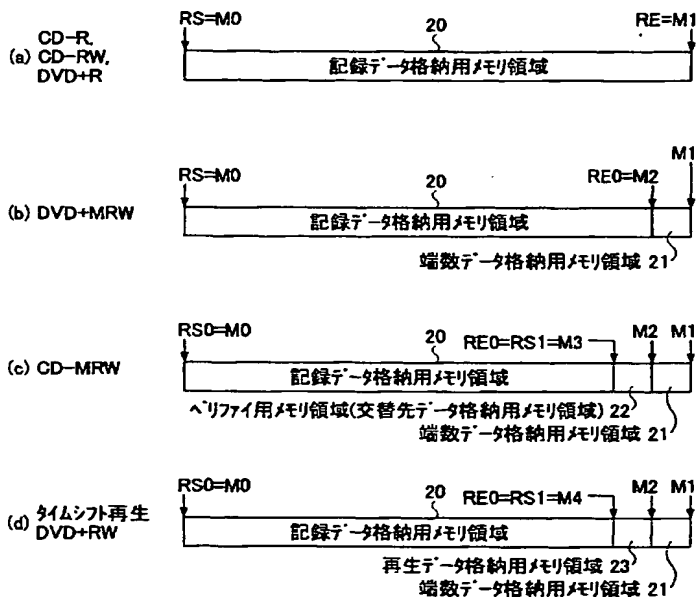 RS=M0
20
RE=M1
(a) CD-R, CD-RW, DVD+R
記録データ格納用メモリ領域
M1
RS=M0
20
RE0=M2
(b) DVD+MRW
記録データ格納用メモリ領域
端数データ格納用メモリ領域 21
RS0=M0
20
RE0=RS1=M3
M2
M1
(c) CD-MRW
記録データ格納用メモリ領域
ベリファイ用メモリ領域(交替先データ格納用メモリ領域) 22
端数データ格納用メモリ領域 21
RS0=M0
20
RE0=RS1=M4
M2
M1
(d) タイムシフト再生 DVD+RW
記録データ格納用メモリ領域
再生データ格納用メモリ領域 23
端数データ格納用メモリ領域 21